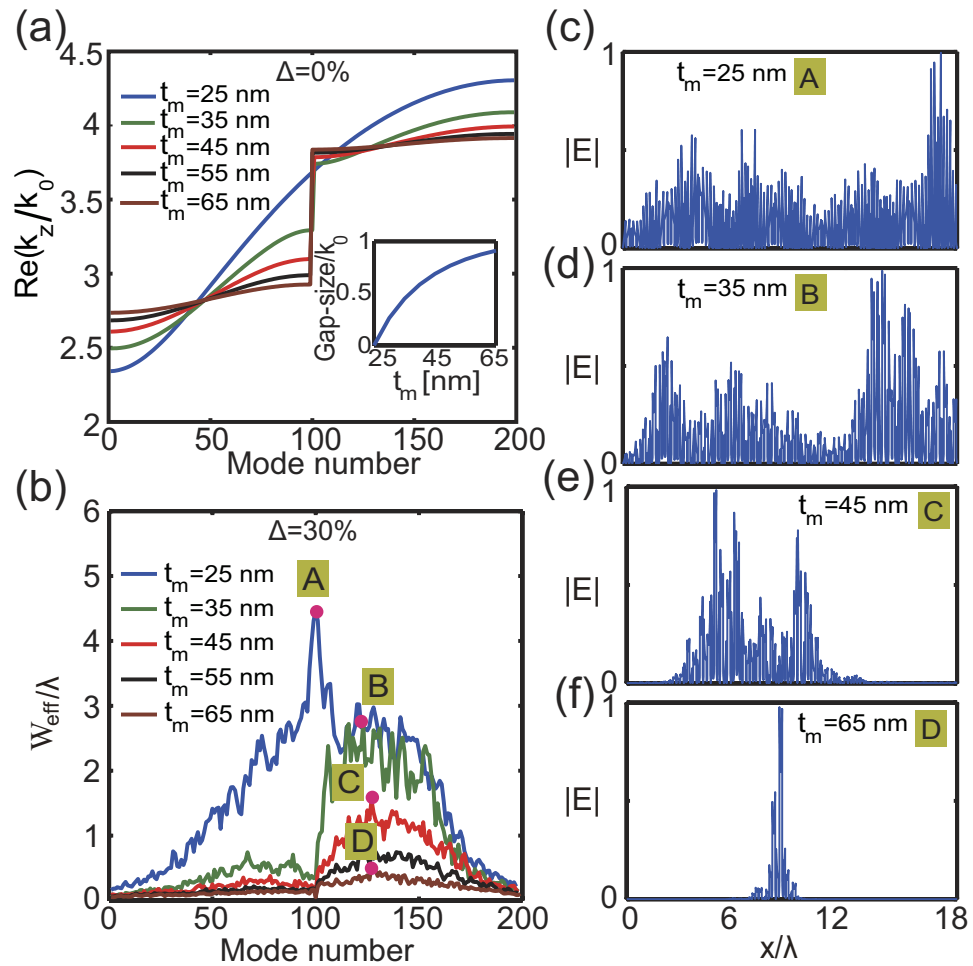 (a)
4.5
4
3.5
3
2.5
2
Re(k_z/k_0)
Δ=0%
t_m=25 nm
t_m=35 nm
t_m=45 nm
t_m=55 nm
t_m=65 nm
Gap-size/k_0
1
0.5
0
25 45 65
t_m [nm]
0 50 100 150 200
Mode number
(b)
6
5
4
3
2
1
0
W_eff/λ
Δ=30%
t_m=25 nm
t_m=35 nm
t_m=45 nm
t_m=55 nm
t_m=65 nm
A
B
C
D
0 50 100 150 200
Mode number
(c)
1
|E|
0
t_m=25 nm A
(d)
1
|E|
0
t_m=35 nm B
(e)
1
|E|
0
t_m=45 nm C
(f)
1
|E|
0
t_m=65 nm D
0 6 12 18
x/λ